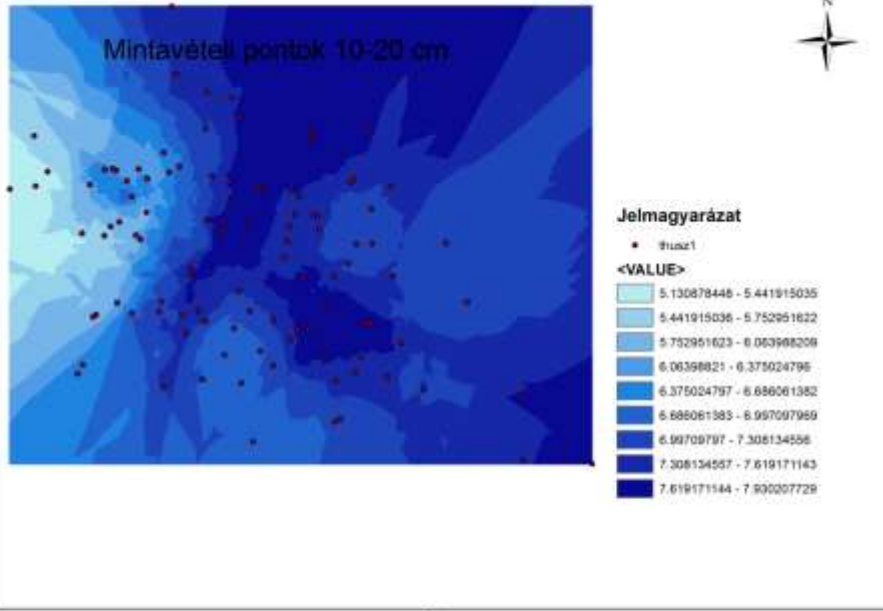 Mintavételi pontok 10-20 cm
Jelmagyarázat
thusz1
<VALUE>
5.130878448 - 5.441915035
5.441915036 - 5.752951622
5.752951623 - 6.063988209
6.06398821 - 6.375024796
6.375024797 - 6.686061382
6.686061383 - 6.997097969
6.99709797 - 7.308134556
7.308134557 - 7.619171143
7.619171144 - 7.930207729